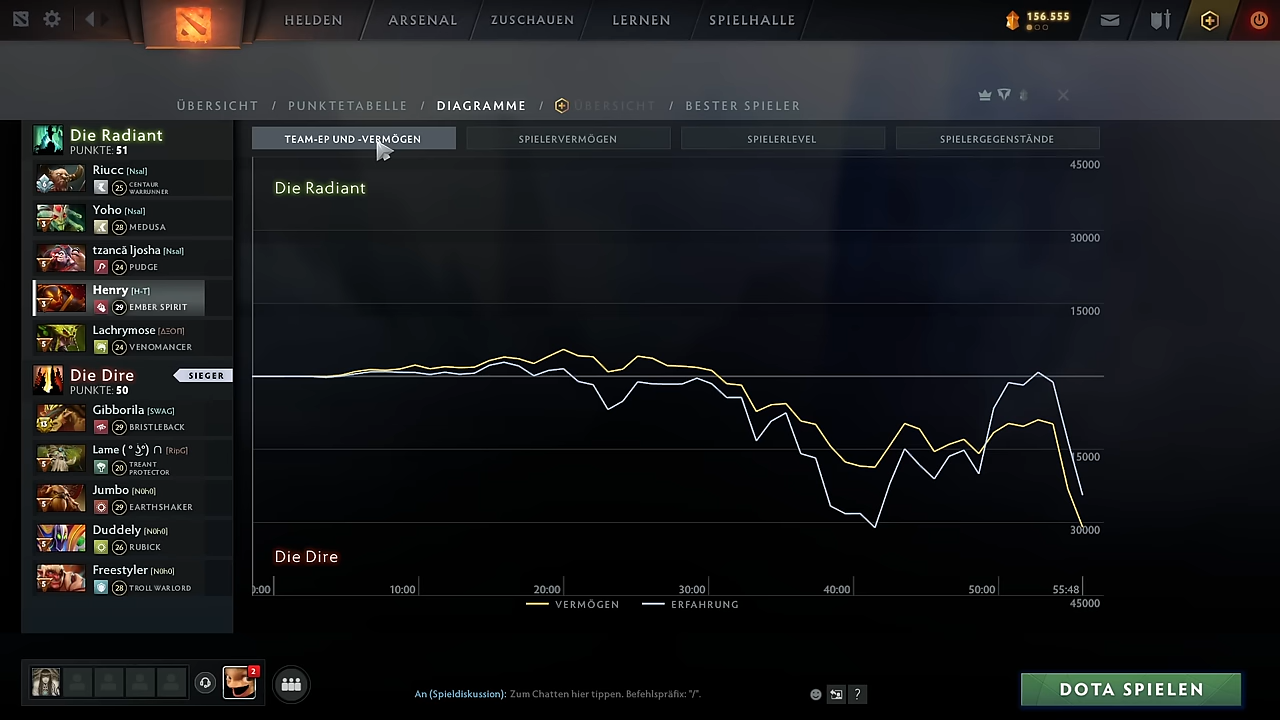 HELDEN
ARSENAL
ZUSCHAUEN
LERNEN
SPIELHALLE
156.555
ÜBERSICHT / PUNKTETABELLE / DIAGRAMME / ÜBERSICHT / BESTER SPIELER
Die Radiant
PUNKTE: 51
Riucc [Nsal]
25 CENTAUR WARRUNNER
Yoho [Nsal]
28 MEDUSA
tzancă ljosha [Nsal]
24 PUDGE
Henry [H-T]
29 EMBER SPIRIT
Lachrymose [ΔΞΟΠ]
24 VENOMANCER
Die Dire
SIEGER
PUNKTE: 50
Gibborila [SWAG]
29 BRISTLEBACK
Lame ( ͡° ͜ʖ ͡°) ᑎ [RipG]
20 TREANT PROTECTOR
Jumbo [N0h0]
29 EARTHSHAKER
Duddely [N0h0]
26 RUBICK
Freestyler [N0h0]
28 TROLL WARLORD
TEAM-EP UND -VERMÖGEN
SPIELERVERMÖGEN
SPIELERLEVEL
SPIELERGEGENSTÄNDE
Die Radiant
45000
30000
15000
15000
30000
45000
Die Dire
0:00
10:00
20:00
30:00
40:00
50:00
55:48
VERMÖGEN
ERFAHRUNG
2
An (Spieldiskussion): Zum Chatten hier tippen. Befehlspräfix: "/".
?
DOTA SPIELEN